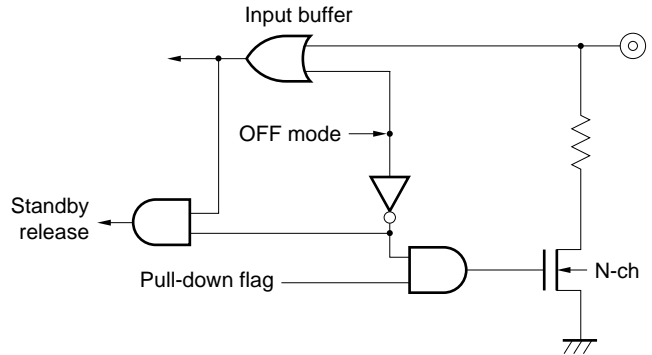 Input buffer
OFF mode
Standby
release
Pull-down flag
N-ch